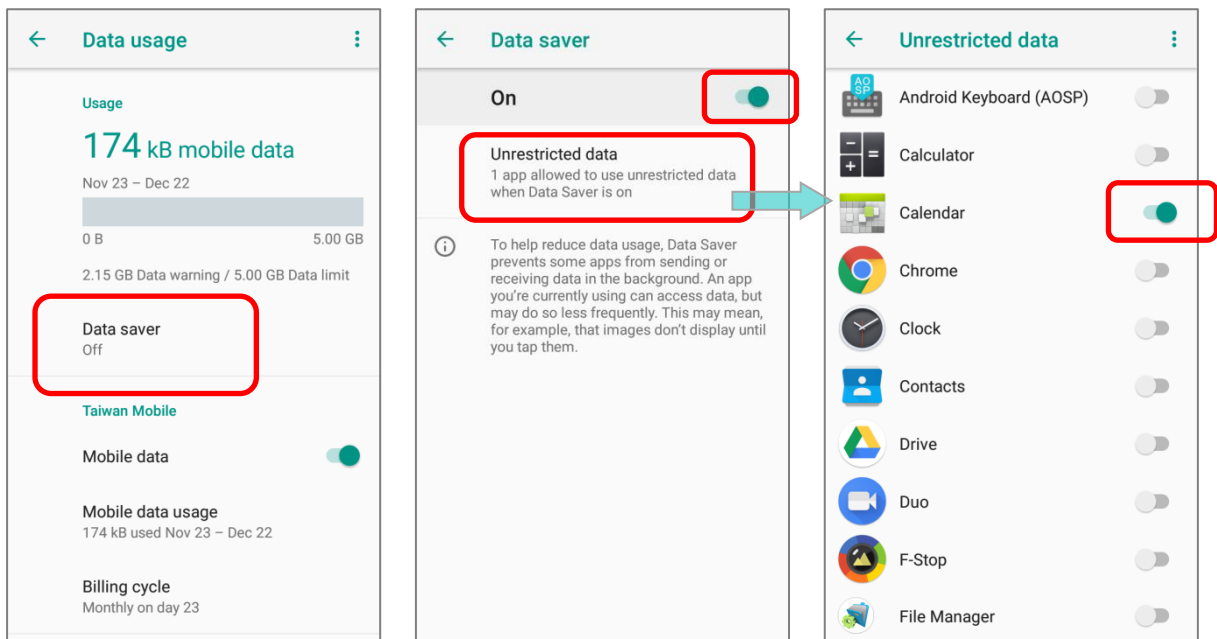 Data usage
Usage
174 kB mobile data
Nov 23 – Dec 22
0 B 5.00 GB
2.15 GB Data warning / 5.00 GB Data limit
Data saver
Off
Taiwan Mobile
Mobile data
Mobile data usage
174 kB used Nov 23 – Dec 22
Billing cycle
Monthly on day 23
Data saver
On
Unrestricted data
1 app allowed to use unrestricted data
when Data Saver is on
To help reduce data usage, Data Saver
prevents some apps from sending or
receiving data in the background. An app
you're currently using can access data, but
may do so less frequently. This may mean,
for example, that images don't display until
you tap them.
Unrestricted data
AO
SP
Android Keyboard (AOSP)
Calculator
Calendar
Chrome
Clock
Contacts
Drive
Duo
F-Stop
File Manager